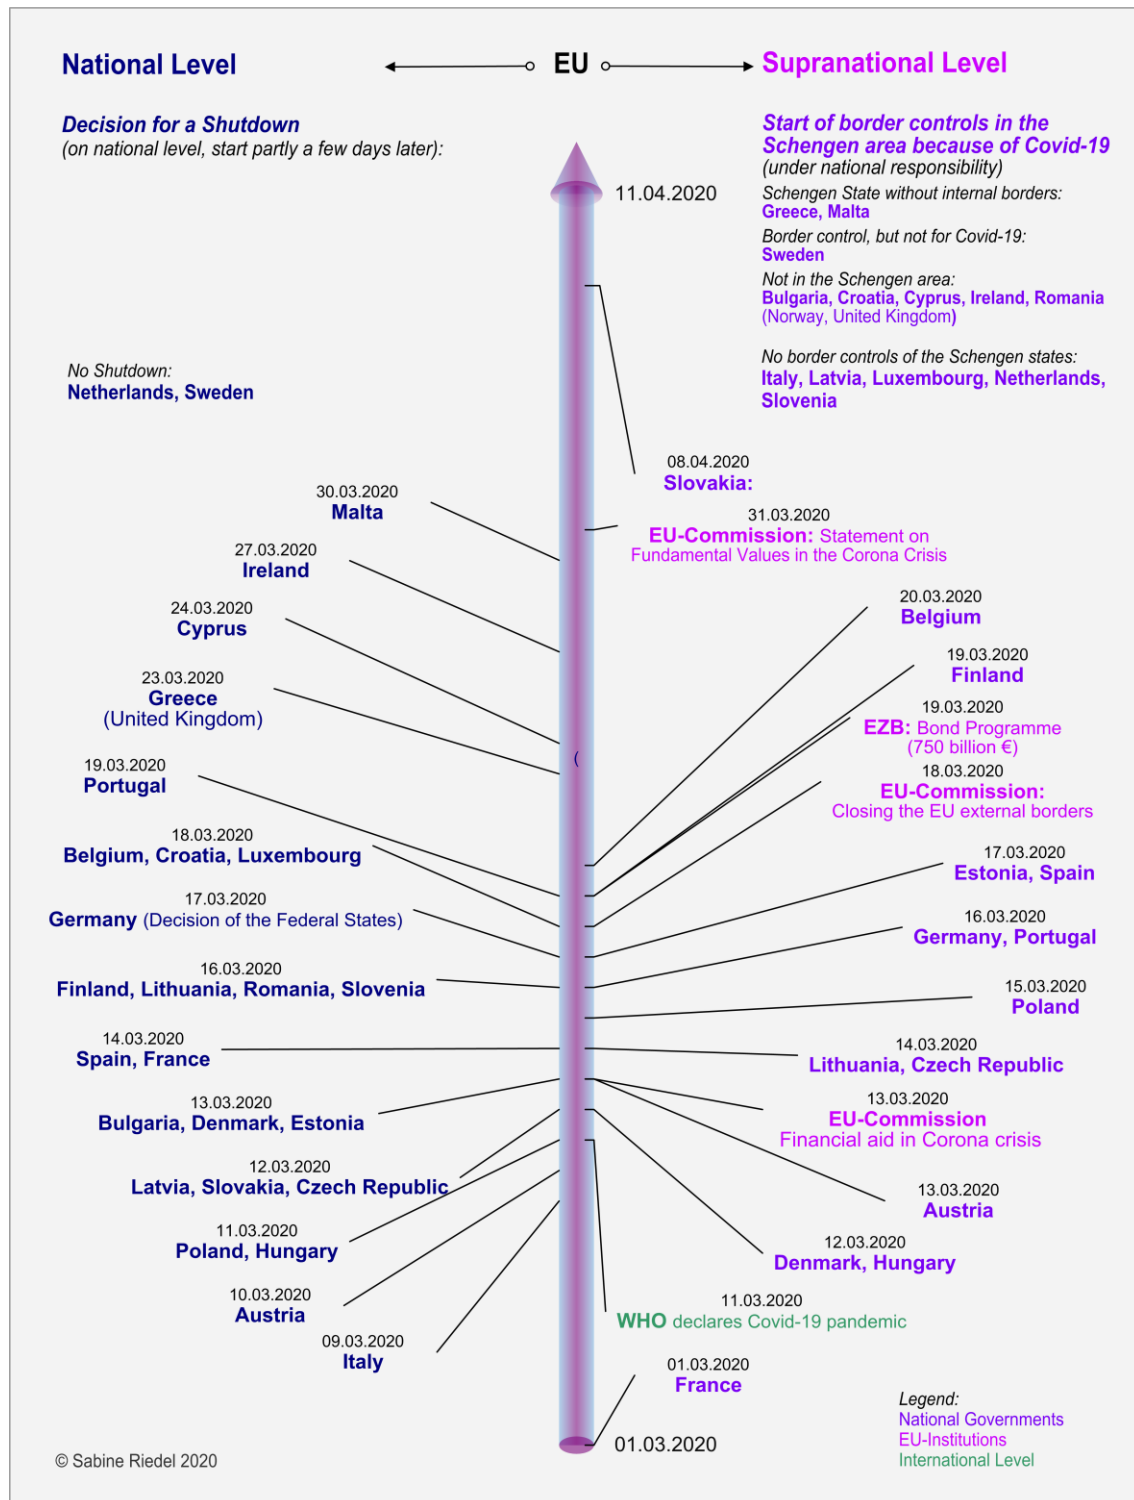 National Level
EU
Supranational Level
Decision for a Shutdown
(on national level, start partly a few days later):
Start of border controls in the
Schengen area because of Covid-19
(under national responsibility)
Schengen State without internal borders:
Greece, Malta
Border control, but not for Covid-19:
Sweden
Not in the Schengen area:
Bulgaria, Croatia, Cyprus, Ireland, Romania
(Norway, United Kingdom)
No border controls of the Schengen states:
Italy, Latvia, Luxembourg, Netherlands,
Slovenia
11.04.2020
No Shutdown:
Netherlands, Sweden
08.04.2020
Slovakia:
30.03.2020
Malta
31.03.2020
EU-Commission: Statement on
Fundamental Values in the Corona Crisis
27.03.2020
Ireland
24.03.2020
Cyprus
20.03.2020
Belgium
23.03.2020
Greece
(United Kingdom)
19.03.2020
Finland
19.03.2020
EZB: Bond Programme
(750 billion €)
(
19.03.2020
Portugal
18.03.2020
EU-Commission:
Closing the EU external borders
18.03.2020
Belgium, Croatia, Luxembourg
17.03.2020
Estonia, Spain
17.03.2020
Germany (Decision of the Federal States)
16.03.2020
Germany, Portugal
16.03.2020
Finland, Lithuania, Romania, Slovenia
15.03.2020
Poland
14.03.2020
Spain, France
14.03.2020
Lithuania, Czech Republic
13.03.2020
Bulgaria, Denmark, Estonia
13.03.2020
EU-Commission
Financial aid in Corona crisis
12.03.2020
Latvia, Slovakia, Czech Republic
13.03.2020
Austria
11.03.2020
Poland, Hungary
12.03.2020
Denmark, Hungary
10.03.2020
Austria
11.03.2020
WHO declares Covid-19 pandemic
09.03.2020
Italy
01.03.2020
France
01.03.2020
Legend:
National Governments
EU-Institutions
International Level
© Sabine Riedel 2020